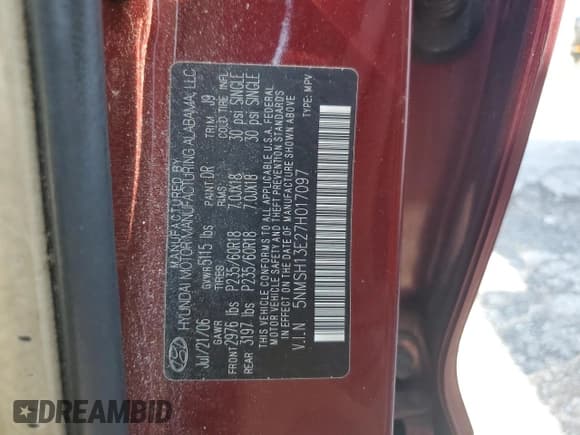 MANUFACTURED BY
HYUNDAI MOTOR MANUFACTURING ALABAMA, LLC
Jul/21/06 GVWR 5115 lbs PAINT DR TRIM J9
GAWR TIRES RIMS COLD TIRE INFL
FRONT 2976 lbs P235/60R18 7.0JX18 30 psi SINGLE
REAR 3197 lbs P235/60R18 7.0JX18 30 psi SINGLE
THIS VEHICLE CONFORMS TO ALL APPLICABLE U.S.A. FEDERAL
MOTOR VEHICLE SAFETY AND THEFT PREVENTION STANDARDS
IN EFFECT ON THE DATE OF MANUFACTURE SHOWN ABOVE.
V.I.N 5NMSH13E27H017097 TYPE: MPV
DREAMBID